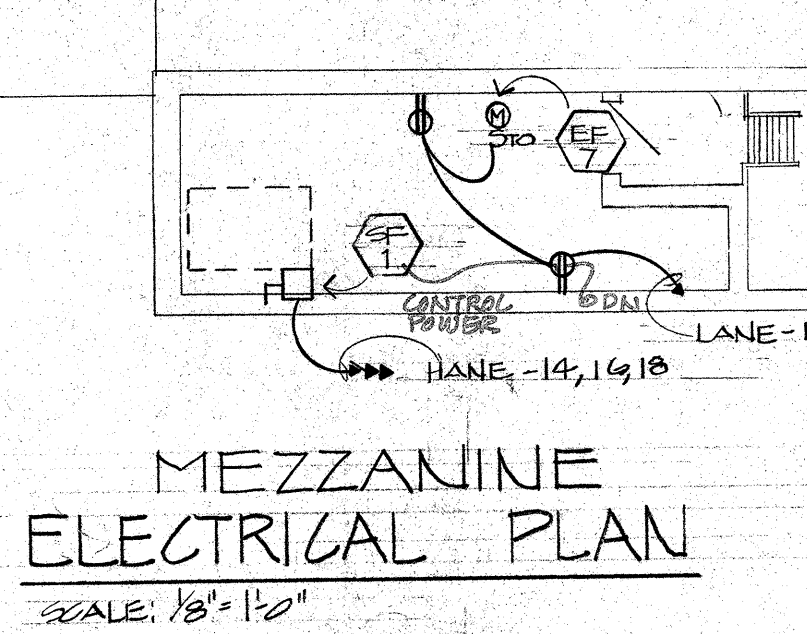 M
STO
EF
7
SF
1
CONTROL
POWER
DN
LANE-1
HANE-14,16,18
MEZZANINE
ELECTRICAL PLAN
SCALE: 1/8"=1'-0"